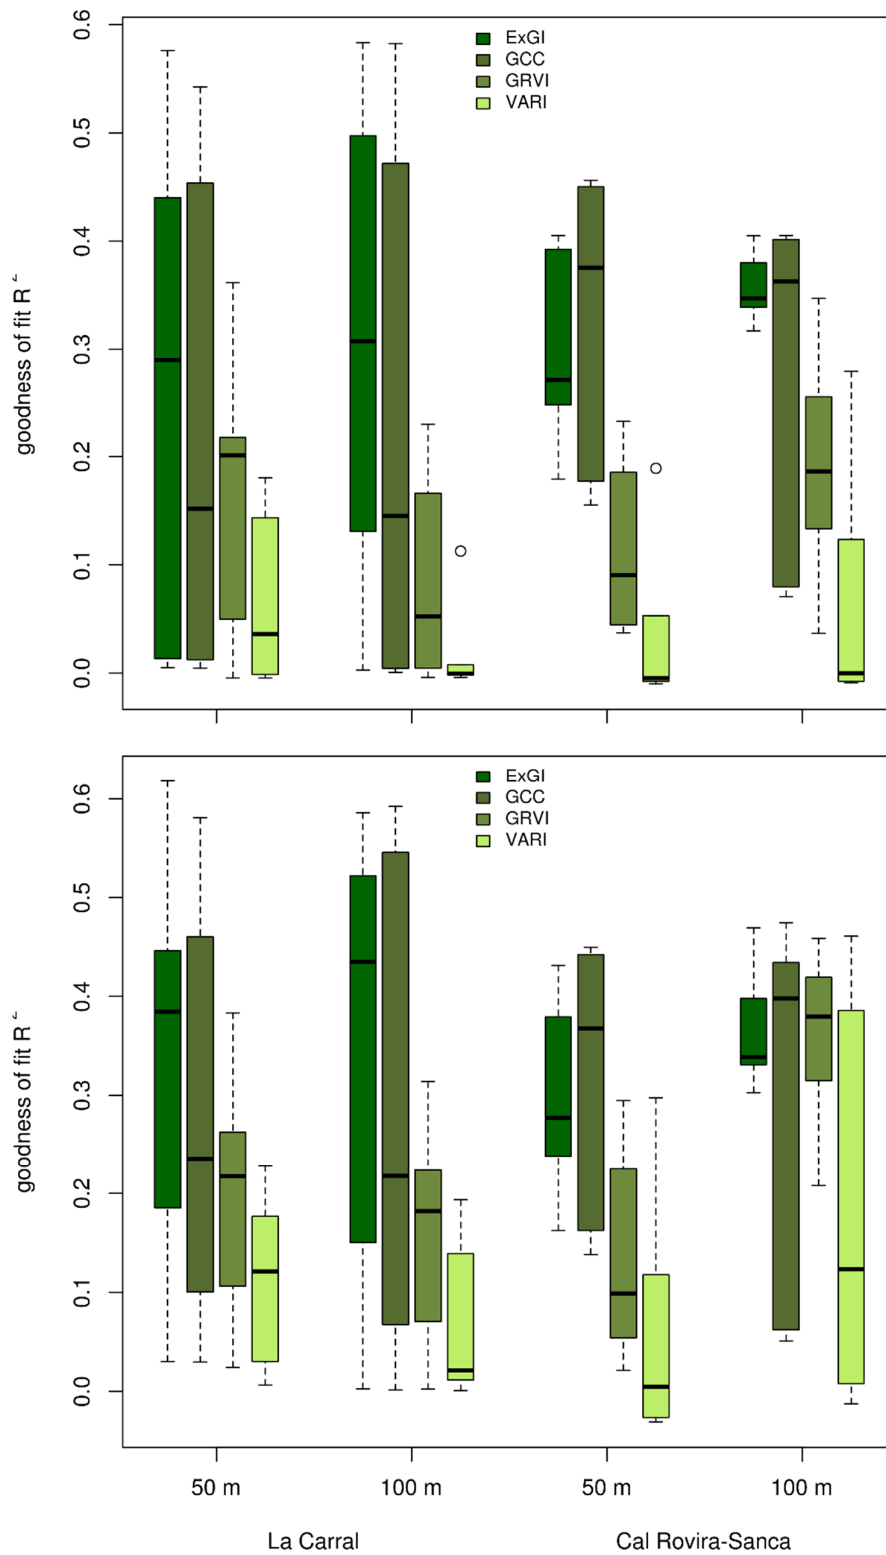 0.6
0.5
0.4
0.3
0.2
0.1
0.0
goodness of fit R
ExGI
GCC
GRVI
VARI
0.6
0.5
0.4
0.3
0.2
0.1
0.0
goodness of fit R
ExGI
GCC
GRVI
VARI
50 m 100 m 50 m 100 m
La Carral Cal Rovira-Sanca